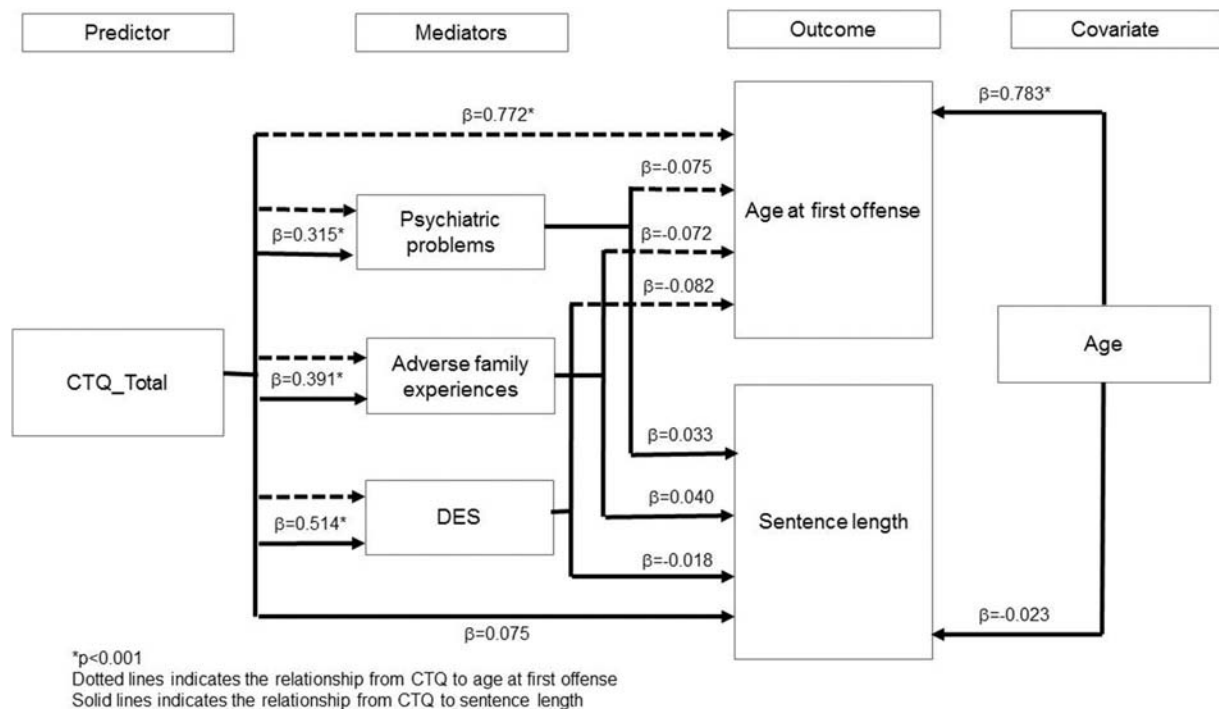 Predictor
Mediators
Outcome
Covariate
β=0.772*
β=0.783*
β=-0.075
Psychiatric
problems
β=0.315*
Age at first offense
β=-0.072
β=-0.082
CTQ_Total
Adverse family
experiences
β=0.391*
Age
β=0.033
DES
β=0.514*
β=0.040
Sentence length
β=-0.018
β=0.075
β=-0.023
*p<0.001
Dotted lines indicates the relationship from CTQ to age at first offense
Solid lines indicates the relationship from CTQ to sentence length